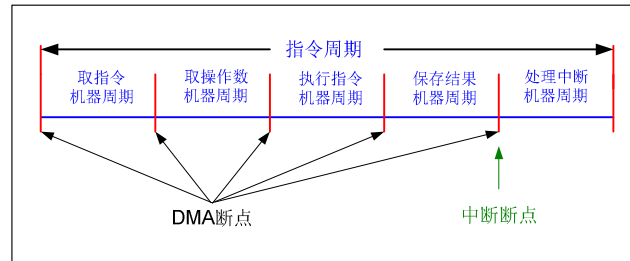 指令周期
取指令
机器周期
取操作数
机器周期
执行指令
机器周期
保存结果
机器周期
处理中断
机器周期
DMA断点
中断断点